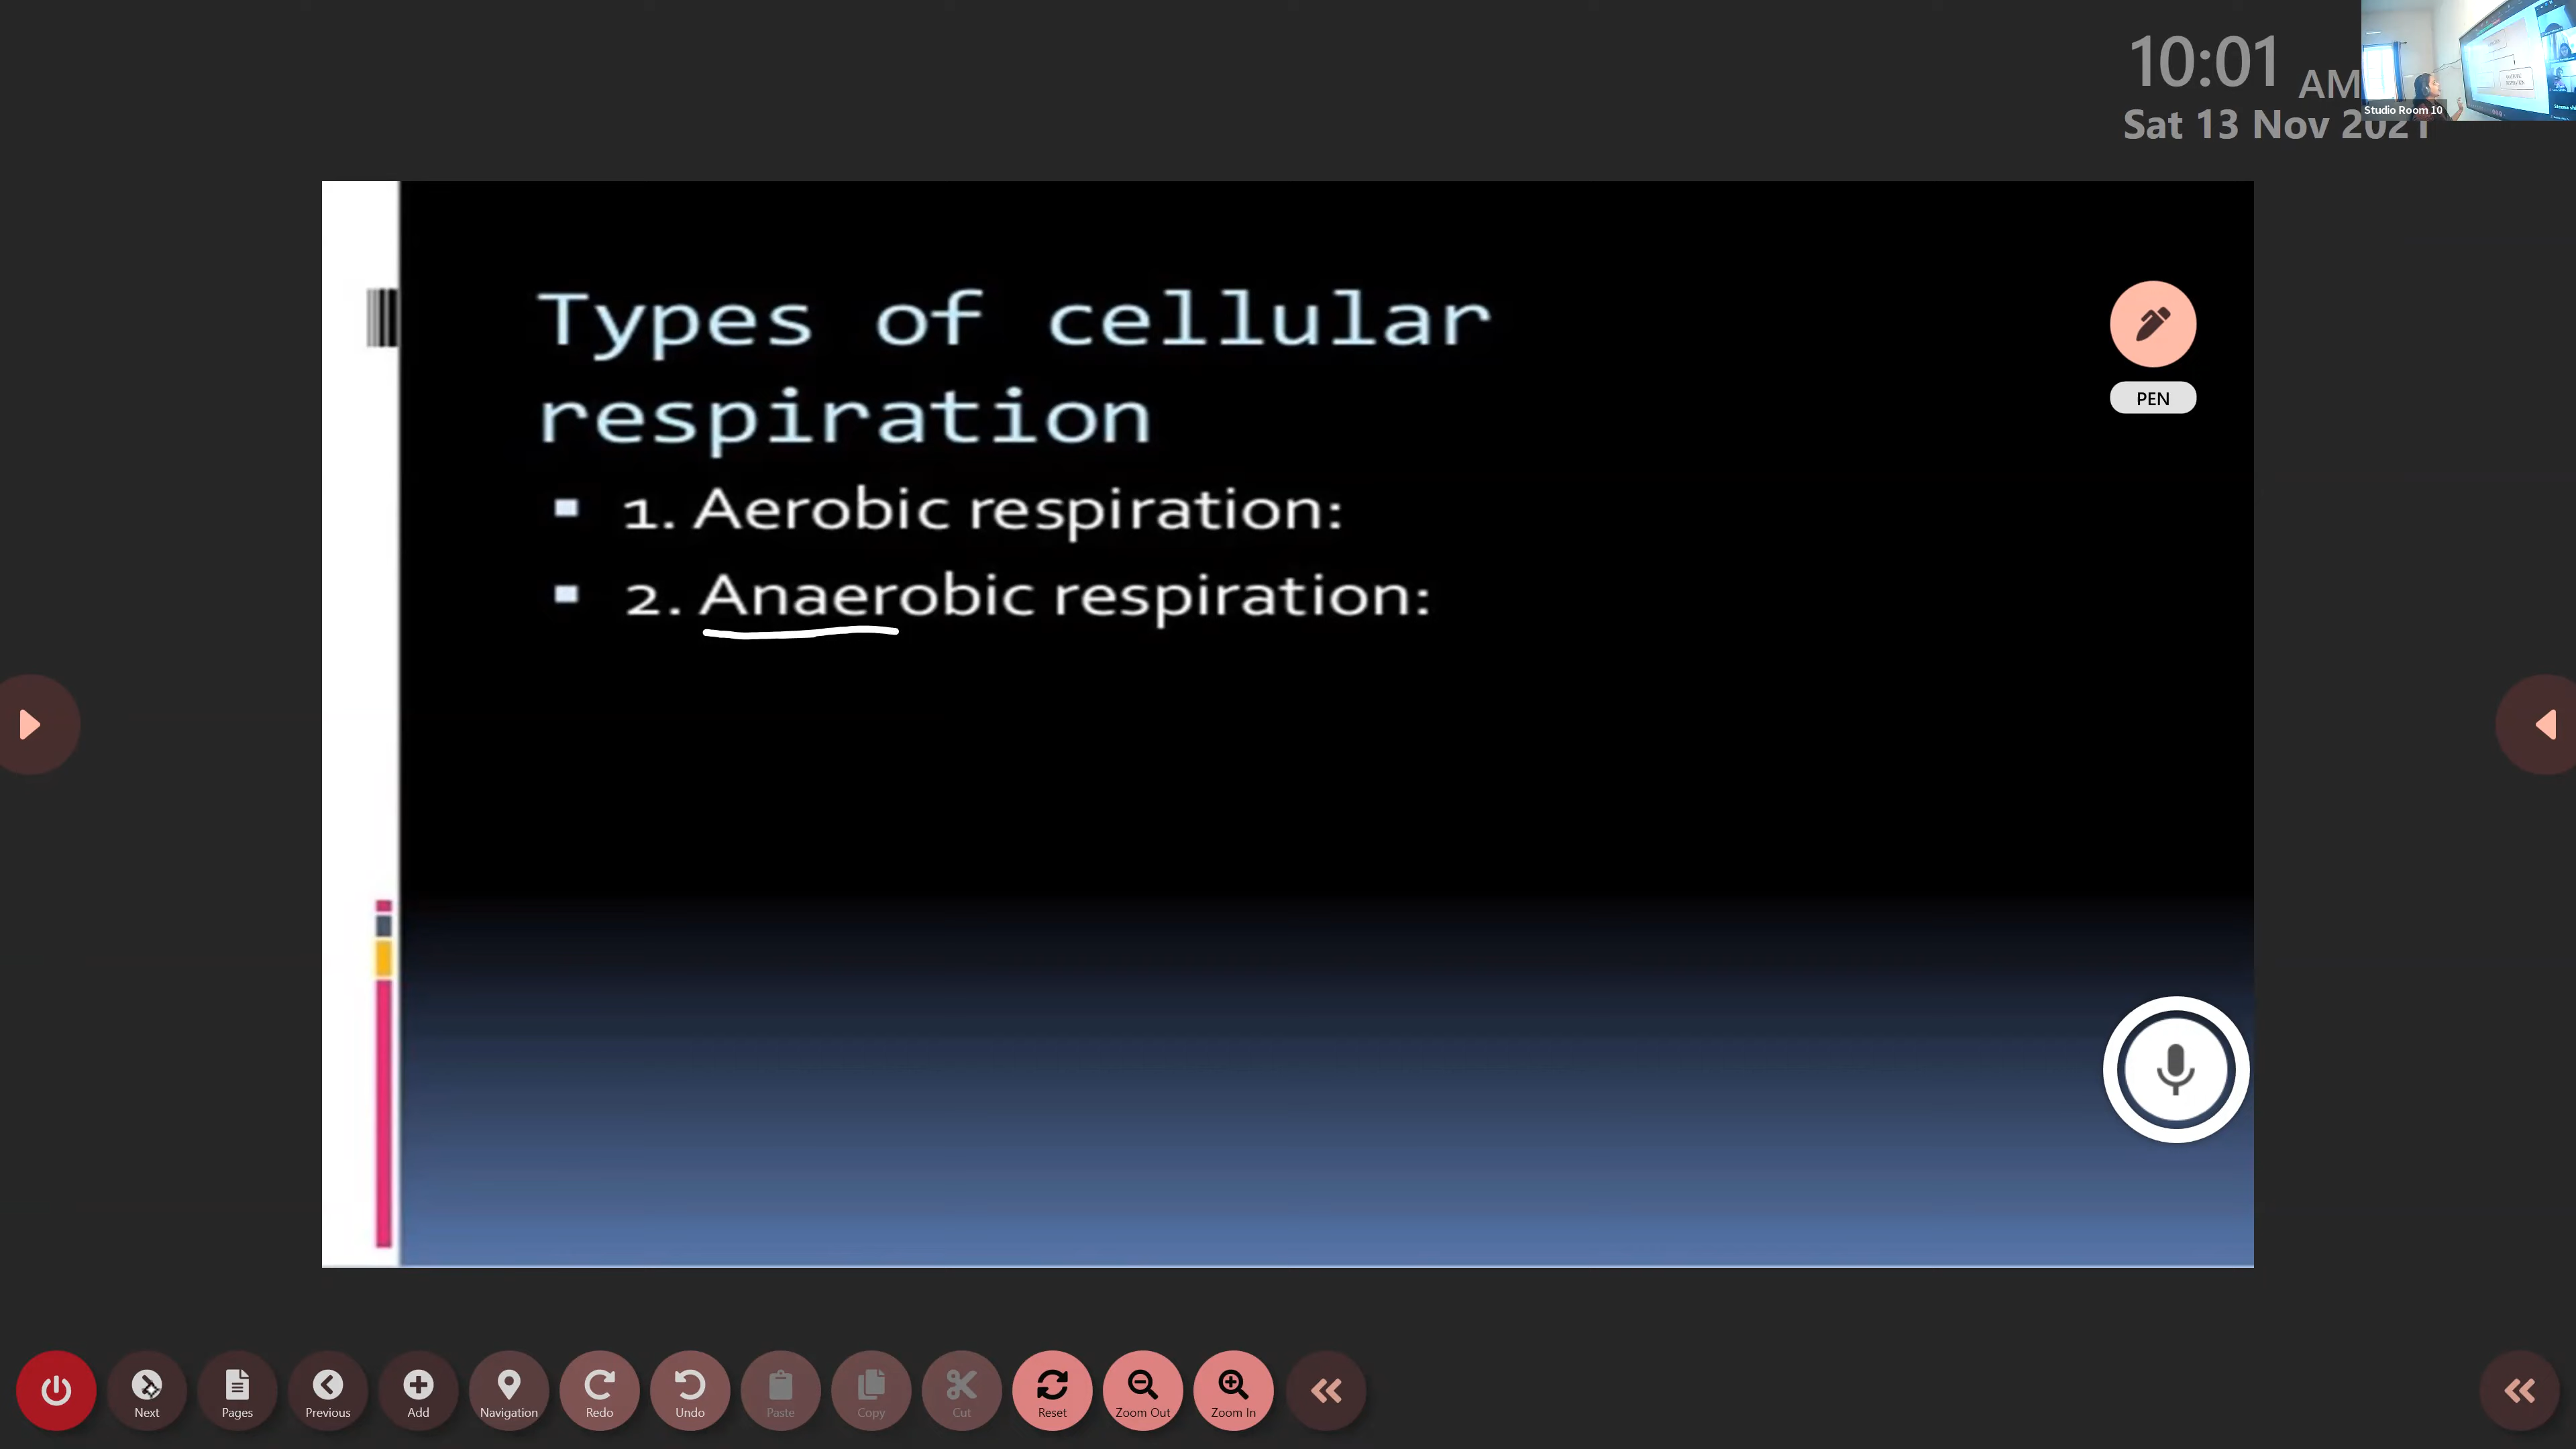 10:01 AM
Sat 13 Nov 2021
Studio Room 10
Types of cellular
respiration
1. Aerobic respiration:
2. Anaerobic respiration:
PEN
Next
Pages
Previous
Add
Navigation
Redo
Undo
Paste
Copy
Cut
Reset
Zoom Out
Zoom In